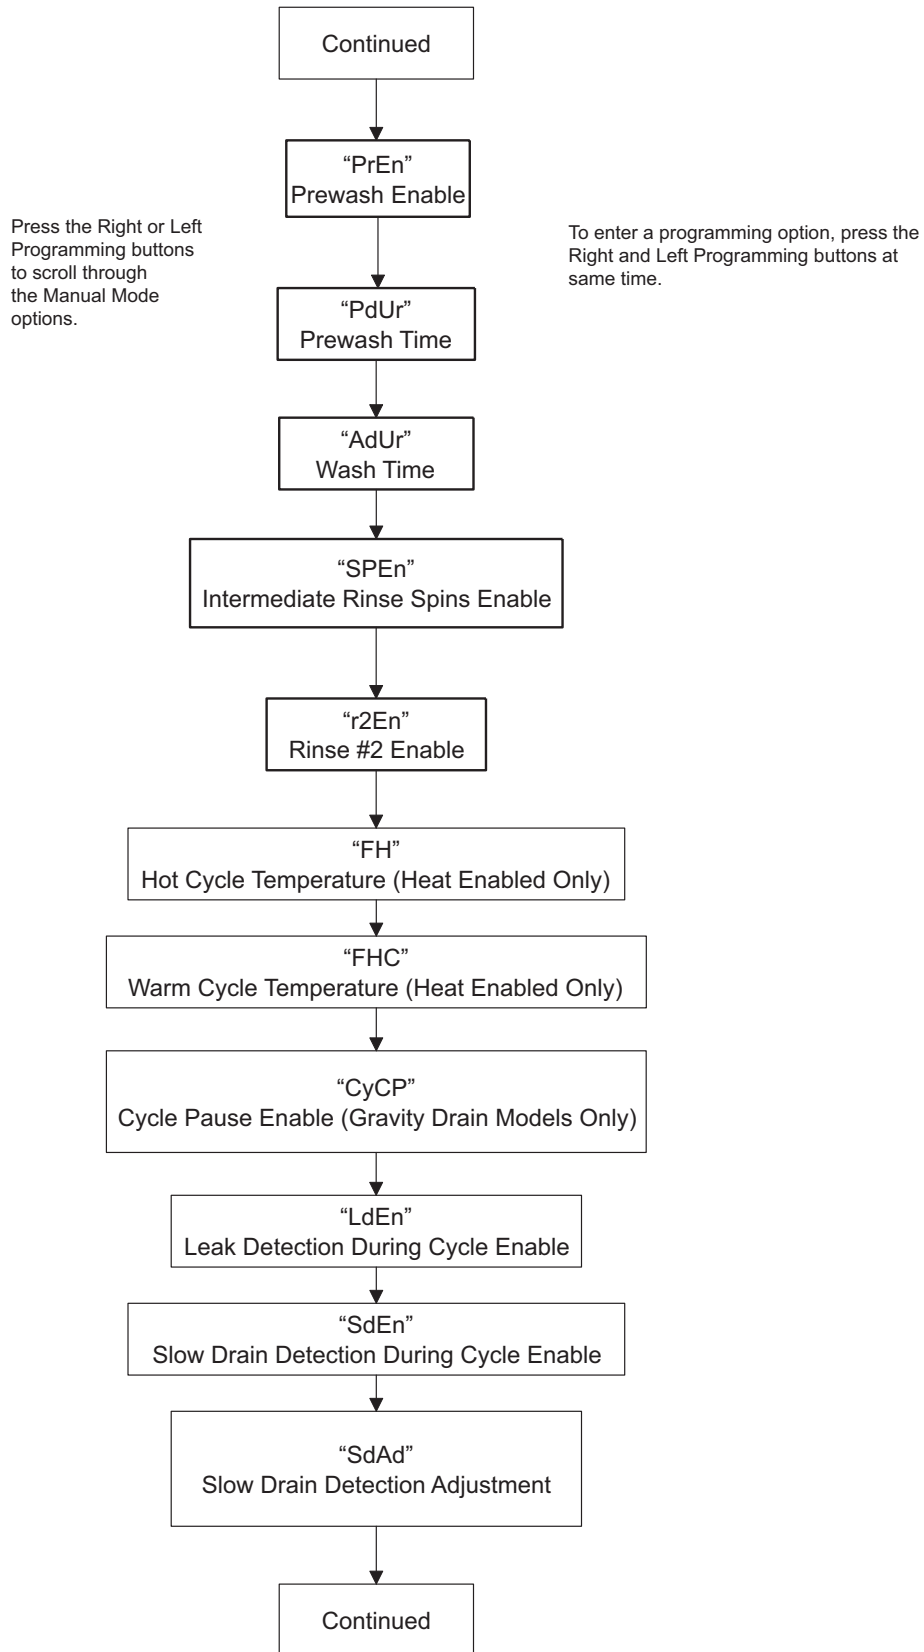 Continued
“PrEn”
Prewash Enable
Press the Right or Left
Programming buttons
to scroll through
the Manual Mode
options.
To enter a programming option, press the
Right and Left Programming buttons at
same time.
“PdUr”
Prewash Time
“AdUr”
Wash Time
“SPEn”
Intermediate Rinse Spins Enable
“r2En”
Rinse #2 Enable
“FH”
Hot Cycle Temperature (Heat Enabled Only)
“FHC”
Warm Cycle Temperature (Heat Enabled Only)
“CyCP”
Cycle Pause Enable (Gravity Drain Models Only)
“LdEn”
Leak Detection During Cycle Enable
“SdEn”
Slow Drain Detection During Cycle Enable
“SdAd”
Slow Drain Detection Adjustment
Continued